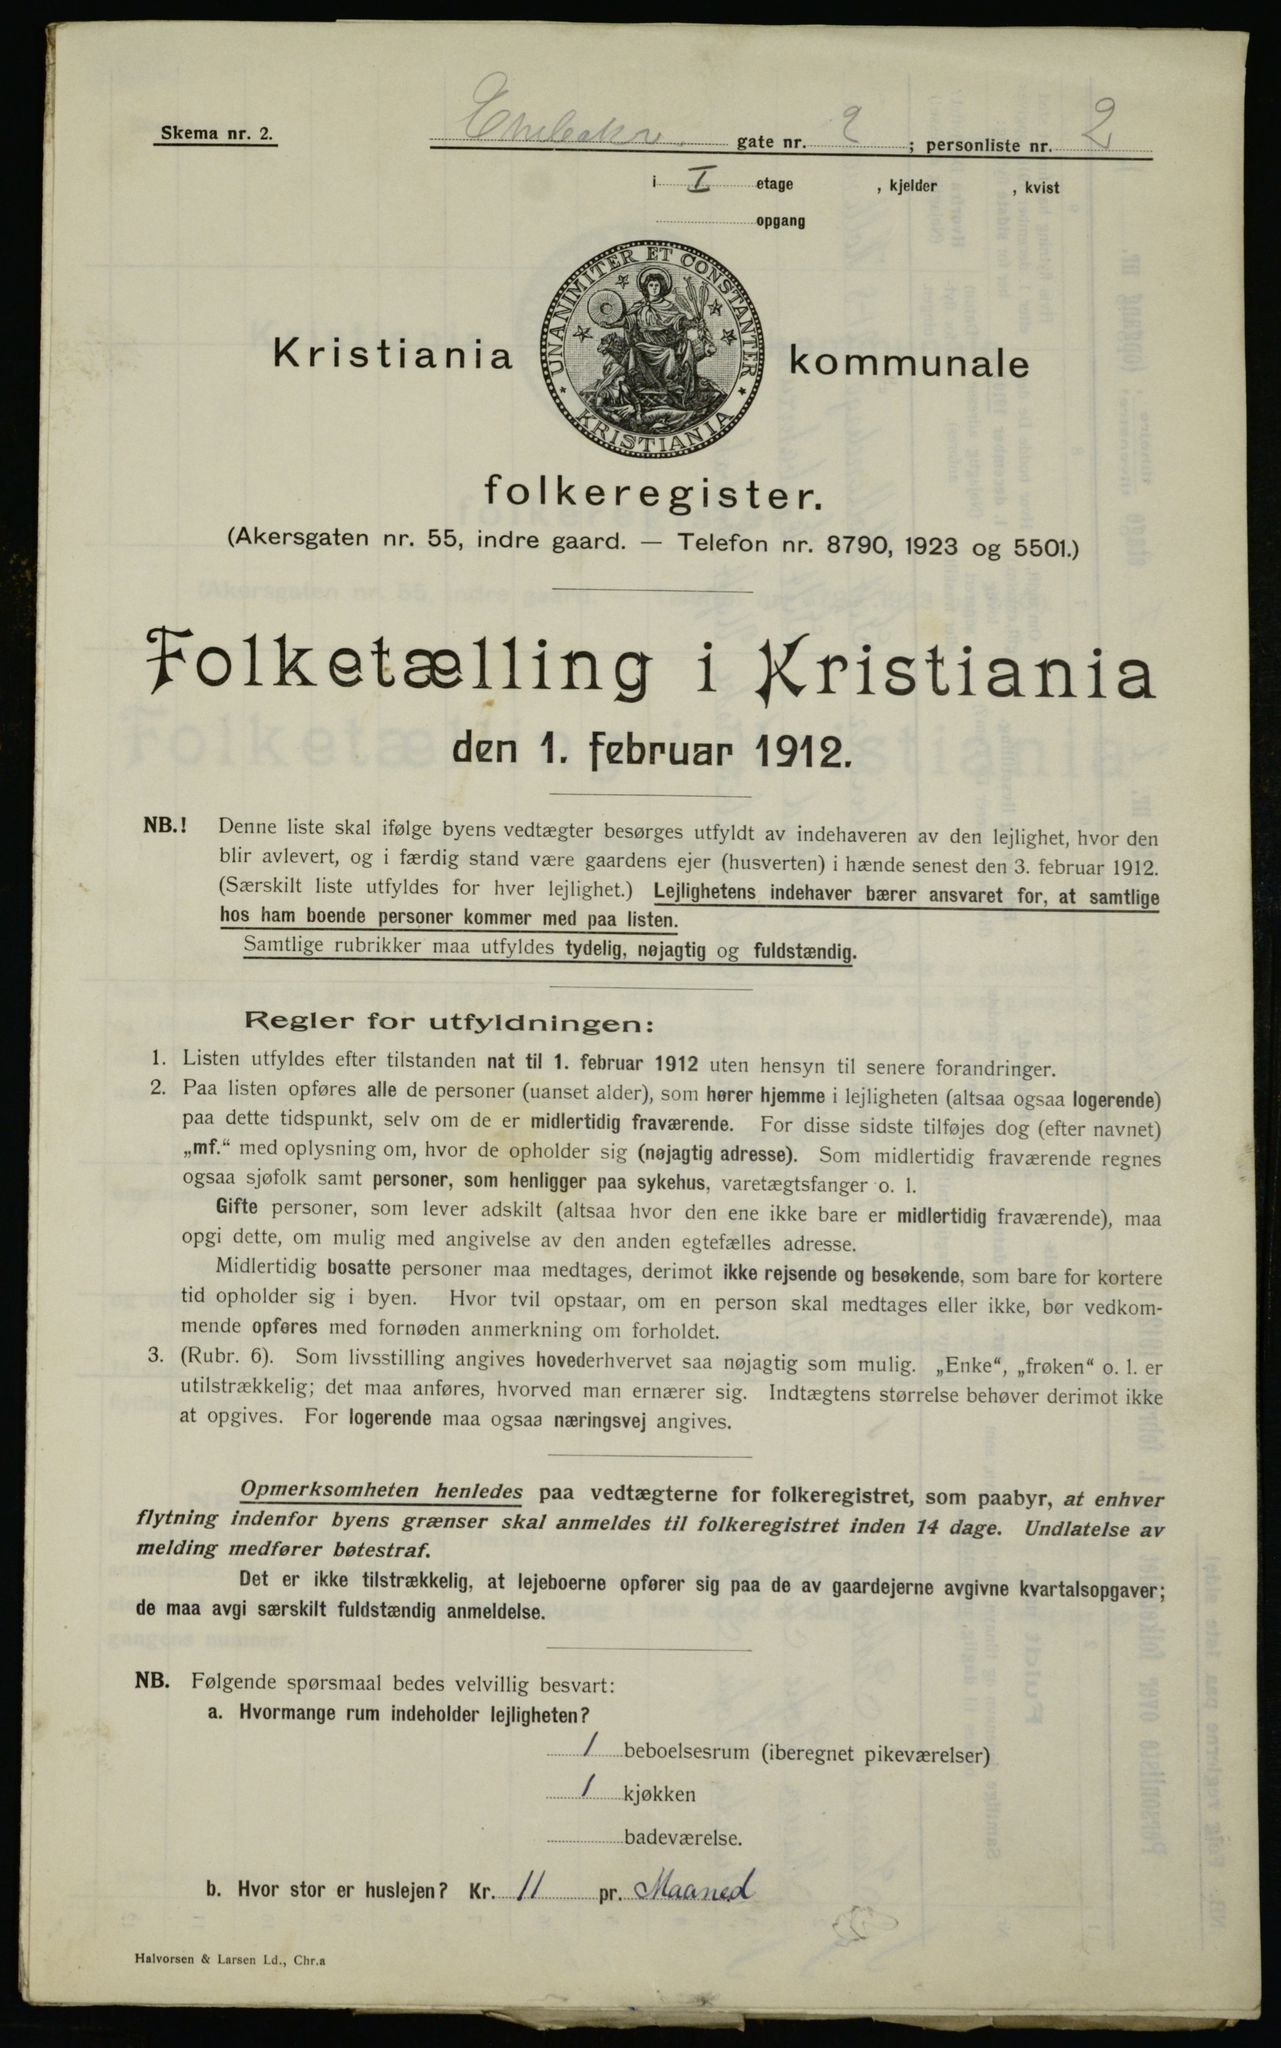 Skema nr. 2.
Enebakv. gate nr. 2 ; personliste nr. 2
i I etage , kjelder , kvist
opgang
UNANIMITER ET CONSTANTER
KRISTIANIA
Kristiania kommunale
folkeregister.
(Akersgaten nr. 55, indre gaard. — Telefon nr. 8790, 1923 og 5501.)
Folketælling i Kristiania
den 1. februar 1912.
NB.! Denne liste skal ifølge byens vedtægter besørges utfyldt av indehaveren av den lejlighet, hvor den
blir avlevert, og i færdig stand være gaardens ejer (husverten) i hænde senest den 3. februar 1912.
(Særskilt liste utfyldes for hver lejlighet.) Lejlighetens indehaver bærer ansvaret for, at samtlige
hos ham boende personer kommer med paa listen.
Samtlige rubrikker maa utfyldes tydelig, nøjagtig og fuldstændig.
Regler for utfyldningen:
1. Listen utfyldes efter tilstanden nat til 1. februar 1912 uten hensyn til senere forandringer.
2. Paa listen opføres alle de personer (uanset alder), som hører hjemme i lejligheten (altsaa ogsaa logerende)
paa dette tidspunkt, selv om de er midlertidig fraværende. For disse sidste tilføjes dog (efter navnet)
„mf.“ med oplysning om, hvor de opholder sig (nøjagtig adresse). Som midlertidig fraværende regnes
ogsaa sjøfolk samt personer, som henligger paa sykehus, varetægtsfanger o. l.
Gifte personer, som lever adskilt (altsaa hvor den ene ikke bare er midlertidig fraværende), maa
opgi dette, om mulig med angivelse av den anden egtefælles adresse.
Midlertidig bosatte personer maa medtages, derimot ikke rejsende og besøkende, som bare for kortere
tid opholder sig i byen. Hvor tvil opstaar, om en person skal medtages eller ikke, bør vedkom-
mende opføres med fornøden anmerkning om forholdet.
3. (Rubr. 6). Som livsstilling angives hovederhvervet saa nøjagtig som mulig. „Enke“, „frøken“ o. l. er
utilstrækkelig; det maa anføres, hvorved man ernærer sig. Indtægtens størrelse behøver derimot ikke
at opgives. For logerende maa ogsaa næringsvej angives.
Opmerksomheten henledes paa vedtægterne for folkeregistret, som paabyr, at enhver
flytning indenfor byens grænser skal anmeldes til folkeregistret inden 14 dage. Undlatelse av
melding medfører bøtestraf.
Det er ikke tilstrækkelig, at lejeboerne opfører sig paa de av gaardejerne avgivne kvartalsopgaver;
de maa avgi særskilt fuldstændig anmeldelse.
NB. Følgende spørsmaal bedes velvillig besvart:
a. Hvormange rum indeholder lejligheten?
1 beboelsesrum (iberegnet pikeværelser)
1 kjøkken
badeværelse.
b. Hvor stor er huslejen? Kr. 11 pr. Maaned
Halvorsen & Larsen Ld., Chr.a